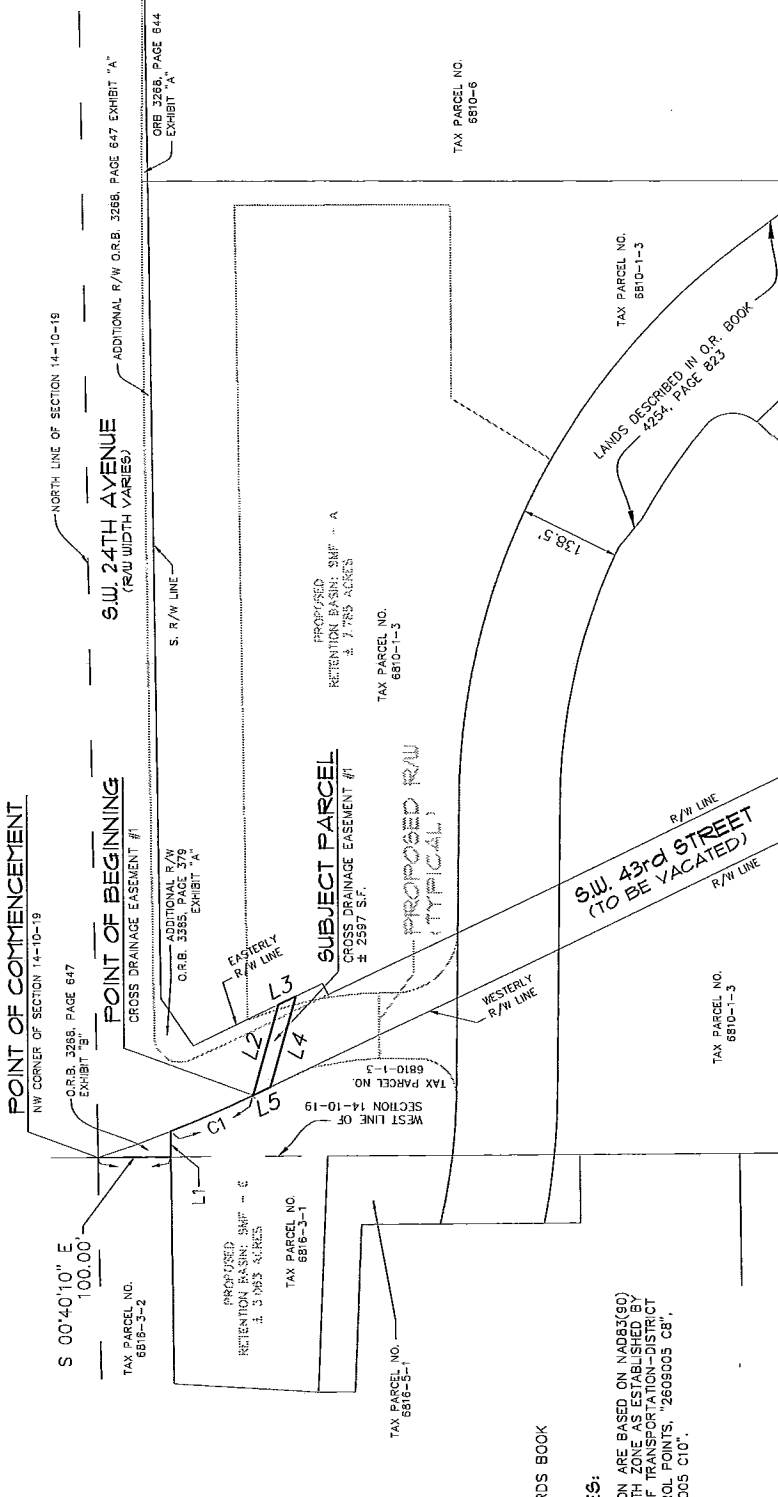 POINT OF COMMENCEMENT
NW CORNER OF SECTION 14-10-19
S 00°40'10" E
100.00'
O.R.B. 3268, PAGE 647
EXHIBIT "B"
TAX PARCEL NO.
6816-3-2
POINT OF BEGINNING
CROSS DRAINAGE EASEMENT #1
NORTH LINE OF SECTION 14-10-19
S.W. 24TH AVENUE
(R/W WIDTH VARIES)
ADDITIONAL R/W O.R.B. 3268, PAGE 647 EXHIBIT "A"
ORB 3268, PAGE 644
EXHIBIT "A"
S. R/W LINE
ADDITIONAL R/W
O.R.B. 3385, PAGE 379
EXHIBIT "A"
EASTERLY
R/W LINE
C1
L1
L2
L3
L4
L5
SUBJECT PARCEL
CROSS DRAINAGE EASEMENT #1
± 2597 S.F.
PROPOSED
RETENTION BASIN: SMF - A
± 7.785 ACRES
TAX PARCEL NO.
6810-1-3
TAX PARCEL NO.
6810-6
PROPOSED R/W
(TYPICAL)
PROPOSED
RETENTION BASIN: SMF -
± 3.063 ACRES
TAX PARCEL NO.
6816-3-1
WEST LINE OF
SECTION 14-10-19
TAX PARCEL NO.
6810-1-3
WESTERLY
R/W LINE
TAX PARCEL NO.
6816-5-1
138.5'
LANDS DESCRIBED IN O.R. BOOK
4254, PAGE 823
TAX PARCEL NO.
6810-1-3
R/W LINE
S.W. 43rd STREET
(TO BE VACATED)
R/W LINE
TAX PARCEL NO.
6810-1-3
RDS BOOK
ES:
ON ARE BASED ON NAD83(90)
TH ZONE AS ESTABLISHED BY
F TRANSPORTATION-DISTRICT
ROL POINTS, "2609005 C8",
005 C10".